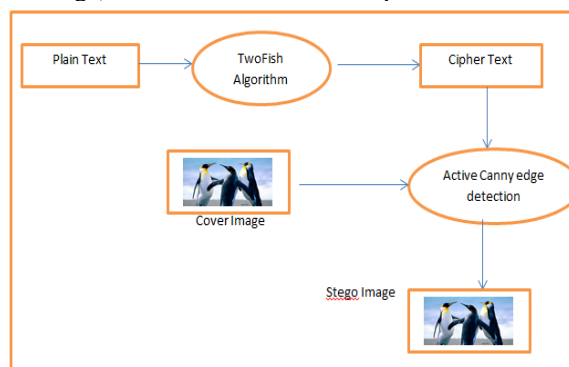 Plain Text
TwoFish
Algorithm
Cipher Text
Active Canny edge
detection
Cover Image
Stego Image